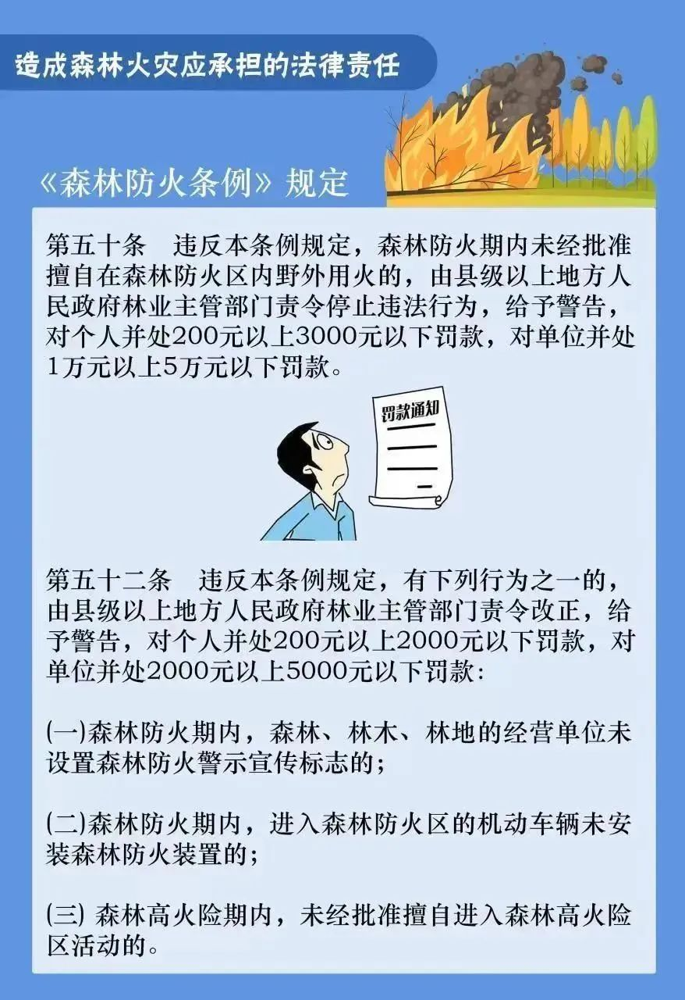 造成森林火灾应承担的法律责任
《森林防火条例》规定
第五十条　违反本条例规定，森林防火期内未经批准
擅自在森林防火区内野外用火的，由县级以上地方人
民政府林业主管部门责令停止违法行为，给予警告，
对个人并处200元以上3000元以下罚款，对单位并处
1万元以上5万元以下罚款。
罚款通知
第五十二条　违反本条例规定，有下列行为之一的，
由县级以上地方人民政府林业主管部门责令改正，给
予警告，对个人并处200元以上2000元以下罚款，对
单位并处2000元以上5000元以下罚款：
(一)森林防火期内，森林、林木、林地的经营单位未
设置森林防火警示宣传标志的；
(二)森林防火期内，进入森林防火区的机动车辆未安
装森林防火装置的；
(三) 森林高火险期内，未经批准擅自进入森林高火险
区活动的。